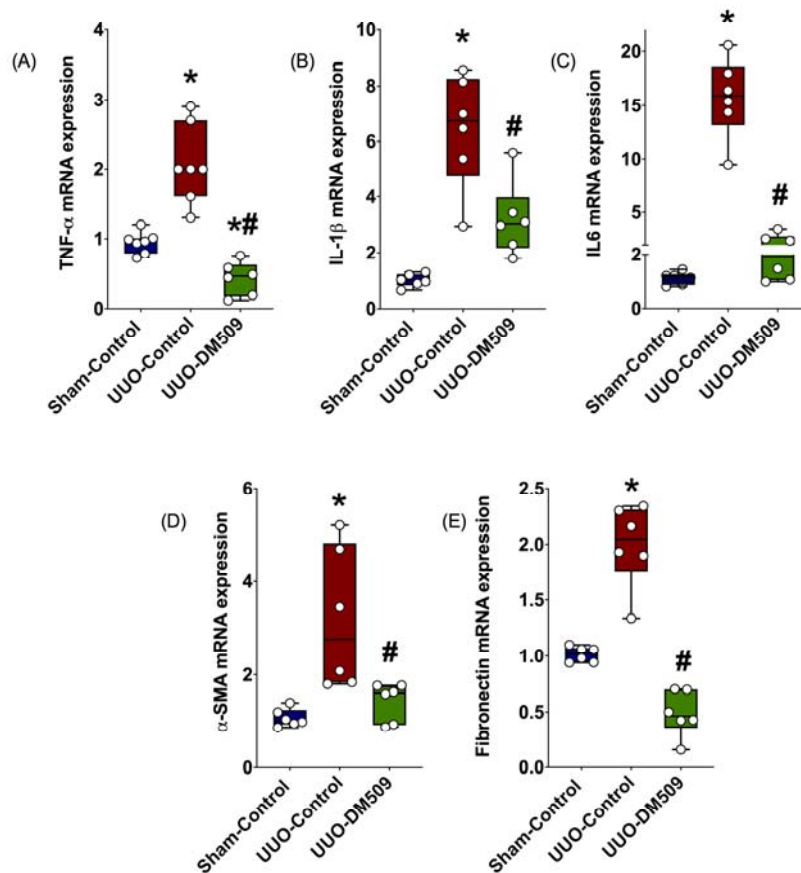 (A)
TNF-α mRNA expression
4
3
2
1
0
*
*#
Sham-Control
UUO-Control
UUO-DM509
(B)
IL-1β mRNA expression
10
8
6
4
2
0
*
#
Sham-Control
UUO-Control
UUO-DM509
(C)
IL6 mRNA expression
20
15
10
5
2
0
*
#
Sham-Control
UUO-Control
UUO-DM509
(D)
α-SMA mRNA expression
6
4
2
0
*
#
Sham-Control
UUO-Control
UUO-DM509
(E)
Fibronectin mRNA expression
2.5
2.0
1.5
1.0
0.5
0.0
*
#
Sham-Control
UUO-Control
UUO-DM509